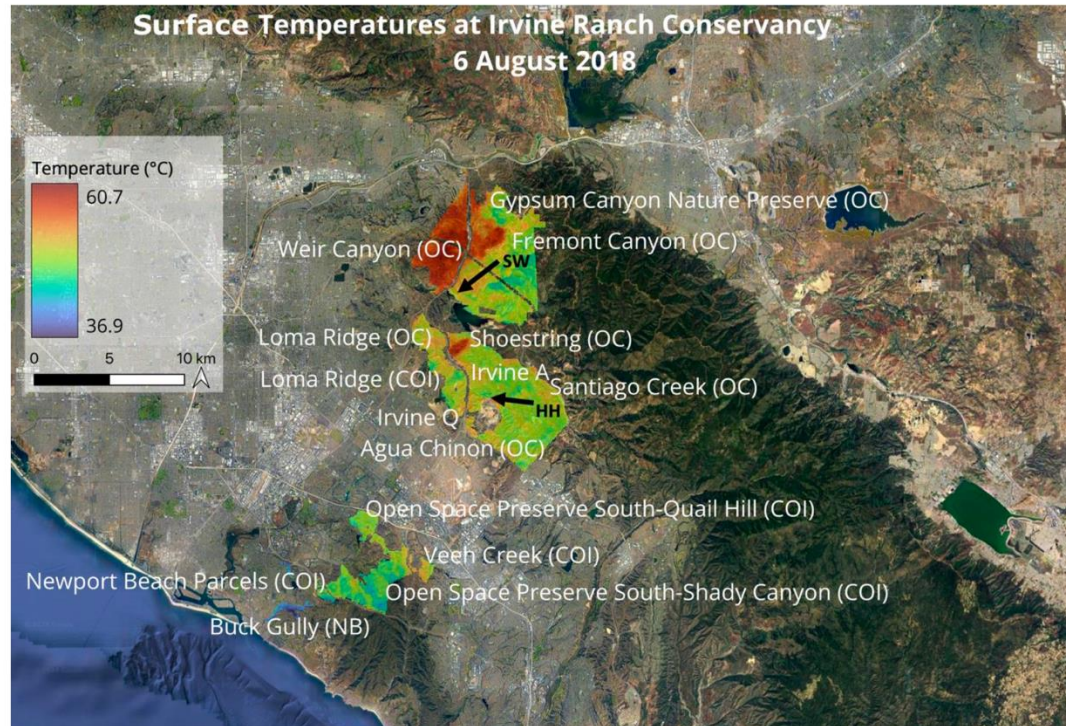 Surface Temperatures at Irvine Ranch Conservancy
6 August 2018
Temperature (°C)
60.7
36.9
0 5 10 km
Gypsum Canyon Nature Preserve (OC)
Weir Canyon (OC)
Fremont Canyon (OC)
SW
Loma Ridge (OC)
Shoestring (OC)
Loma Ridge (COI)
Irvine A
Santiago Creek (OC)
HH
Irvine Q
Agua Chinon (OC)
Open Space Preserve South-Quail Hill (COI)
Veeh Creek (COI)
Newport Beach Parcels (COI)
Open Space Preserve South-Shady Canyon (COI)
Buck Gully (NB)